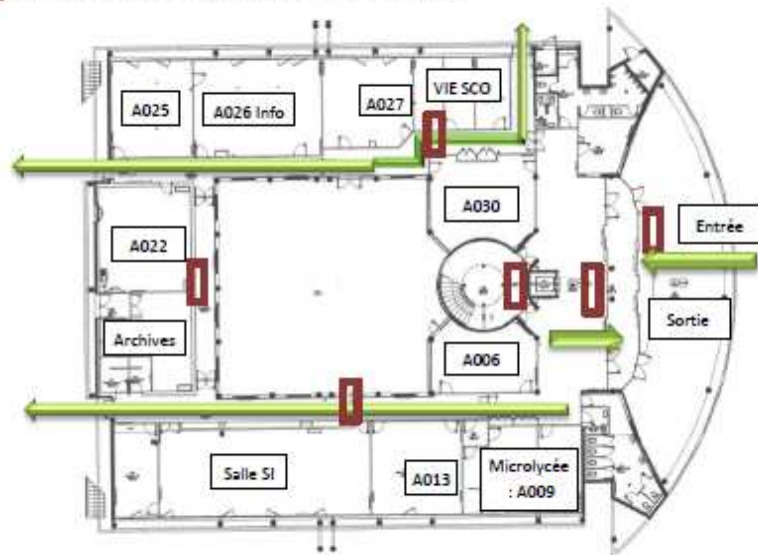 VIE SCO
A025
A026 Info
A027
A030
Entrée
A022
Sortie
Archives
A006
Salle SI
A013
Microlycée
: A009